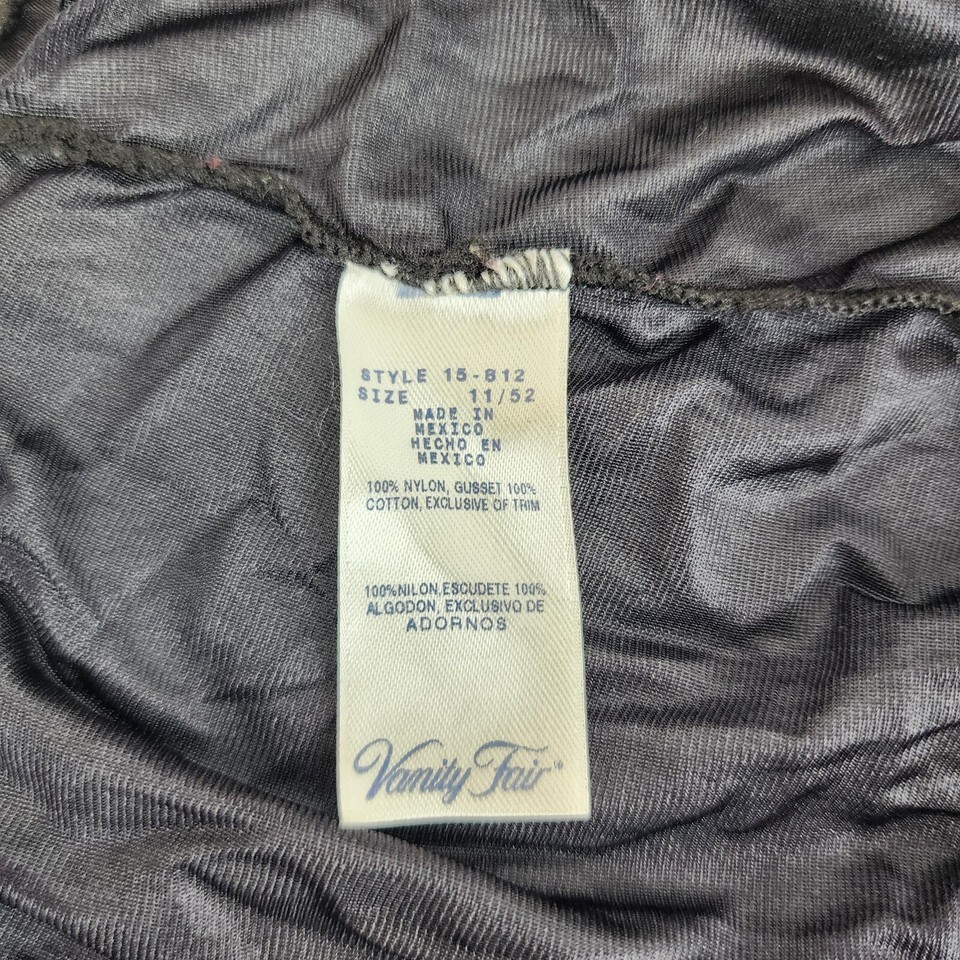 STYLE 15-812
SIZE 11/52
MADE IN
MEXICO
HECHO EN
MEXICO
100% NYLON, GUSSET 100%
COTTON, EXCLUSIVE OF TRIM
100%NILON,ESCUDETE 100%
ALGODON, EXCLUSIVO DE
ADORNOS
Vanity Fair